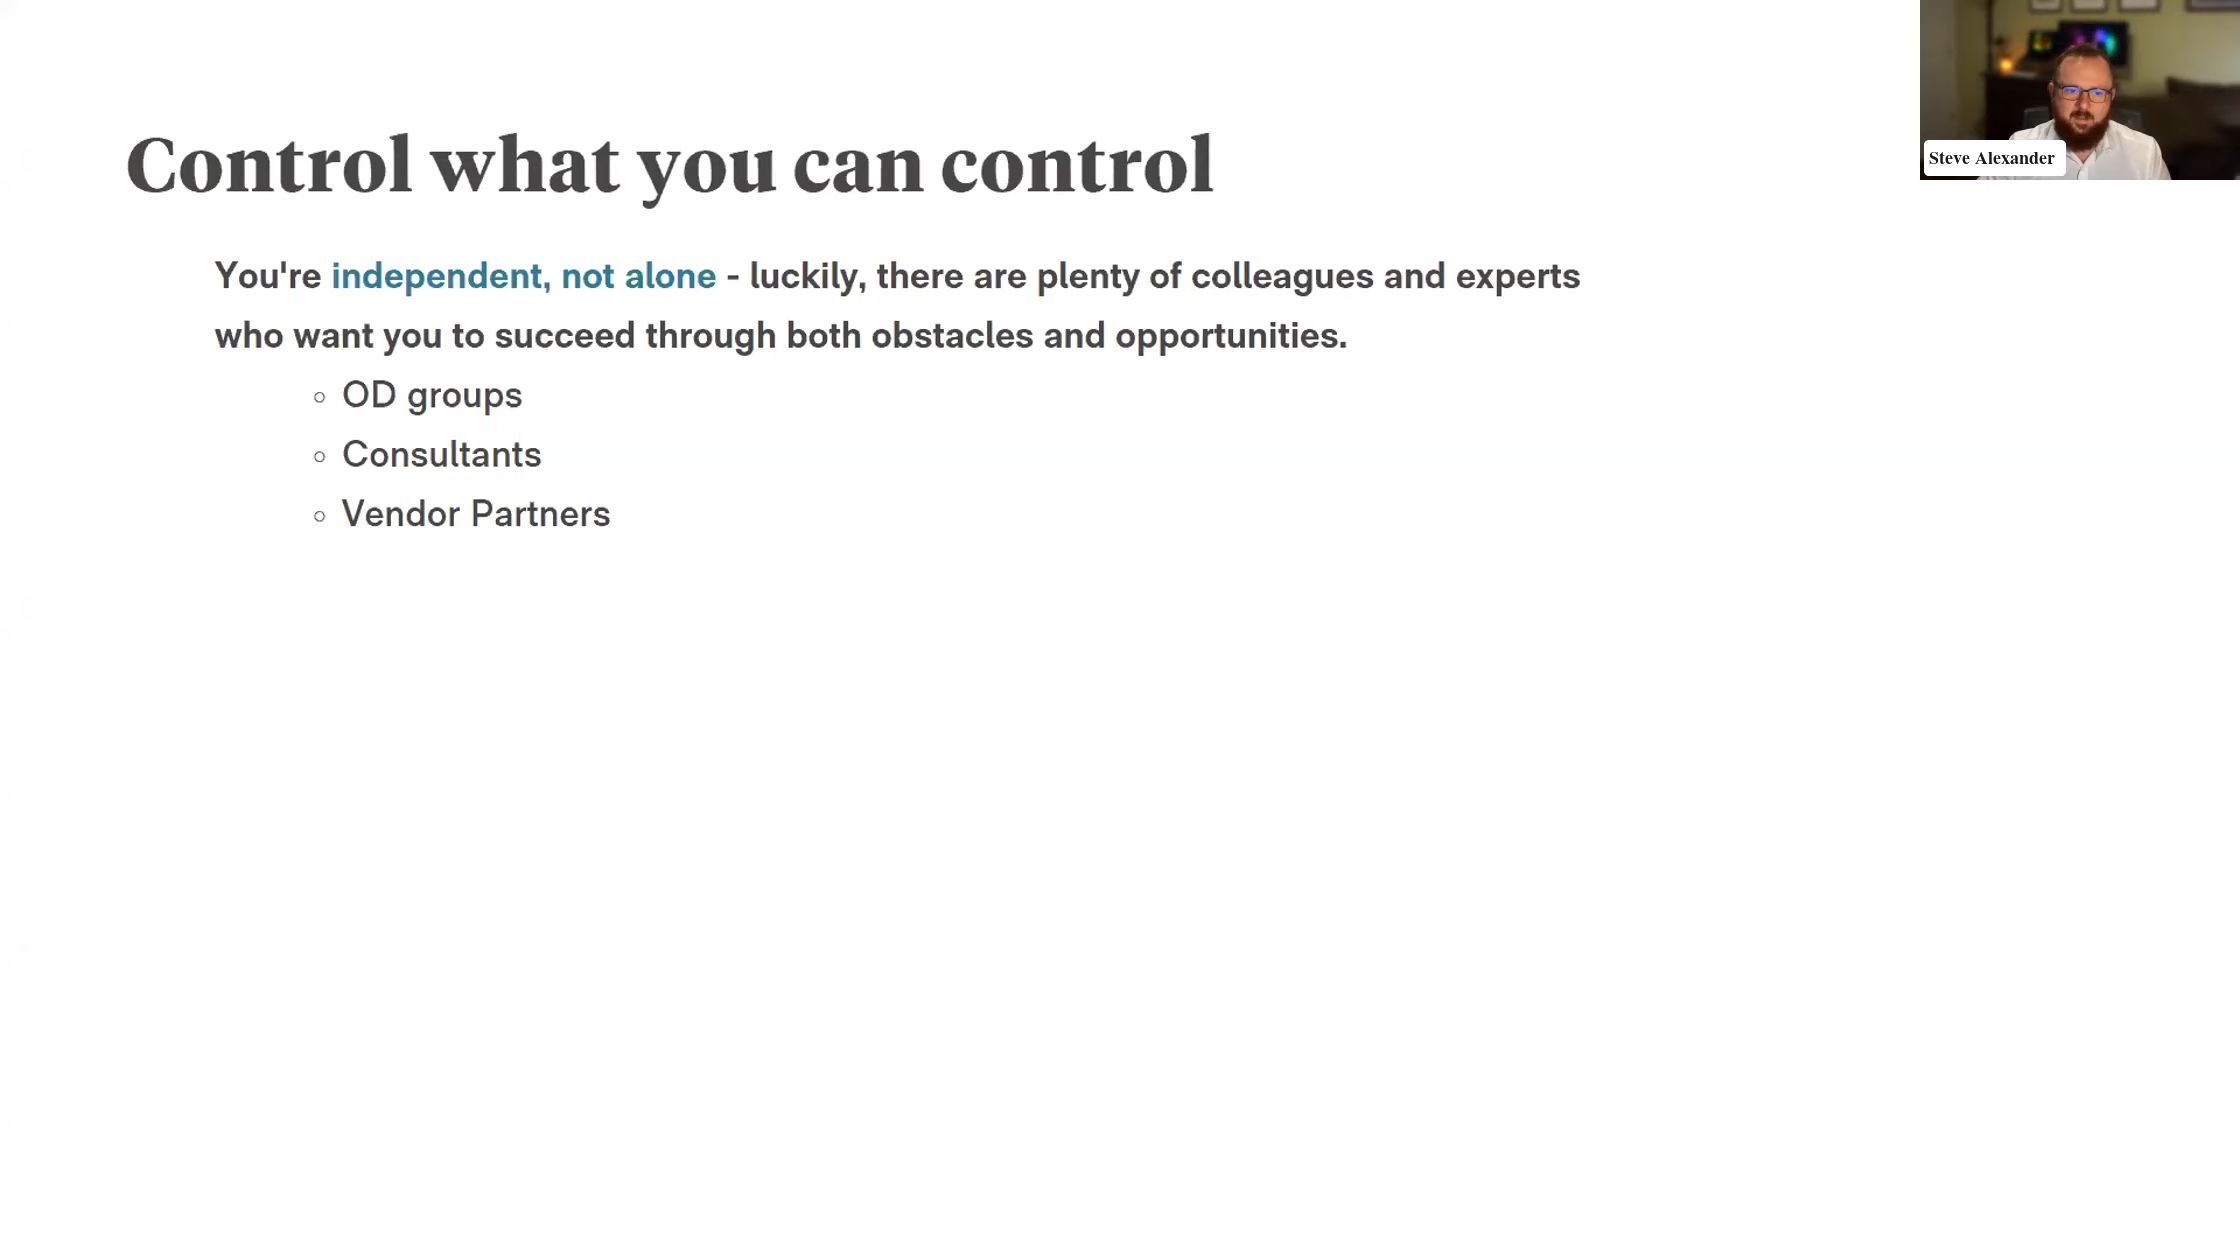 Control what you can control
Steve Alexander
You're independent, not alone - luckily, there are plenty of colleagues and experts
who want you to succeed through both obstacles and opportunities.
OD groups
Consultants
Vendor Partners